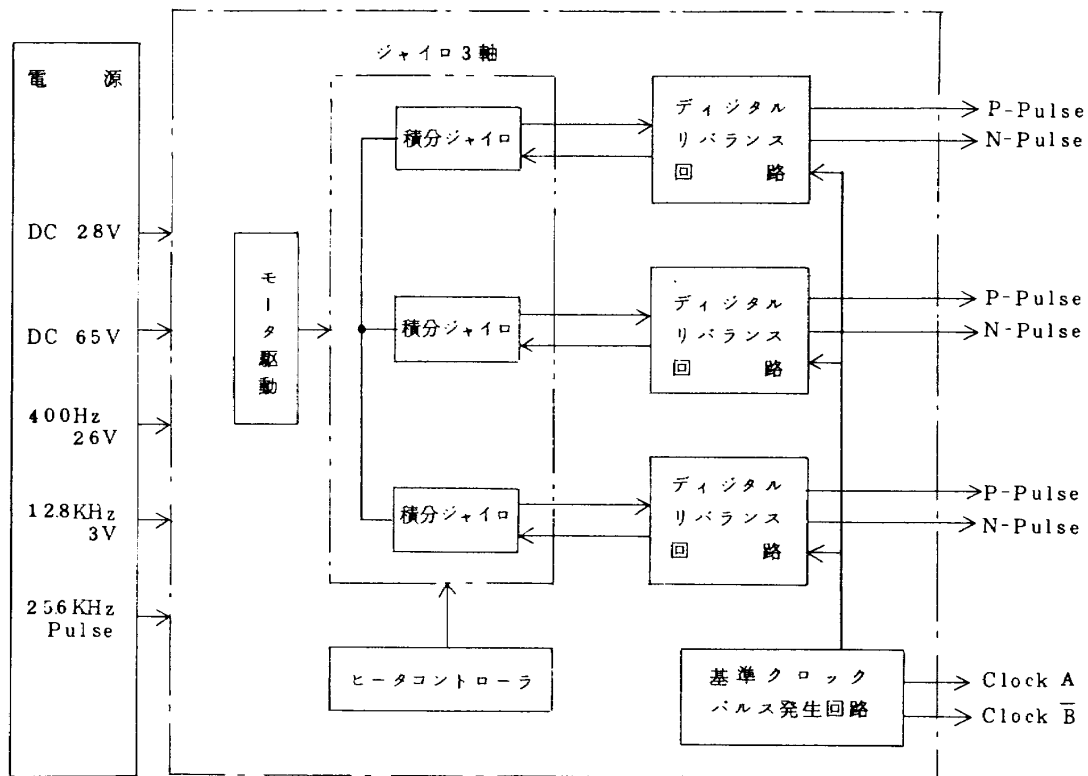 電源
DC 28V
DC 65V
400Hz
26V
12.8KHz
3V
25.6KHz
Pulse
モータ駆動
ジャイロ3軸
積分ジャイロ
積分ジャイロ
積分ジャイロ
ヒータコントローラ
ディジタル
リバランス
回路
ディジタル
リバランス
回路
ディジタル
リバランス
回路
基準クロック
パルス発生回路
P-Pulse
N-Pulse
P-Pulse
N-Pulse
P-Pulse
N-Pulse
Clock A
Clock B̅